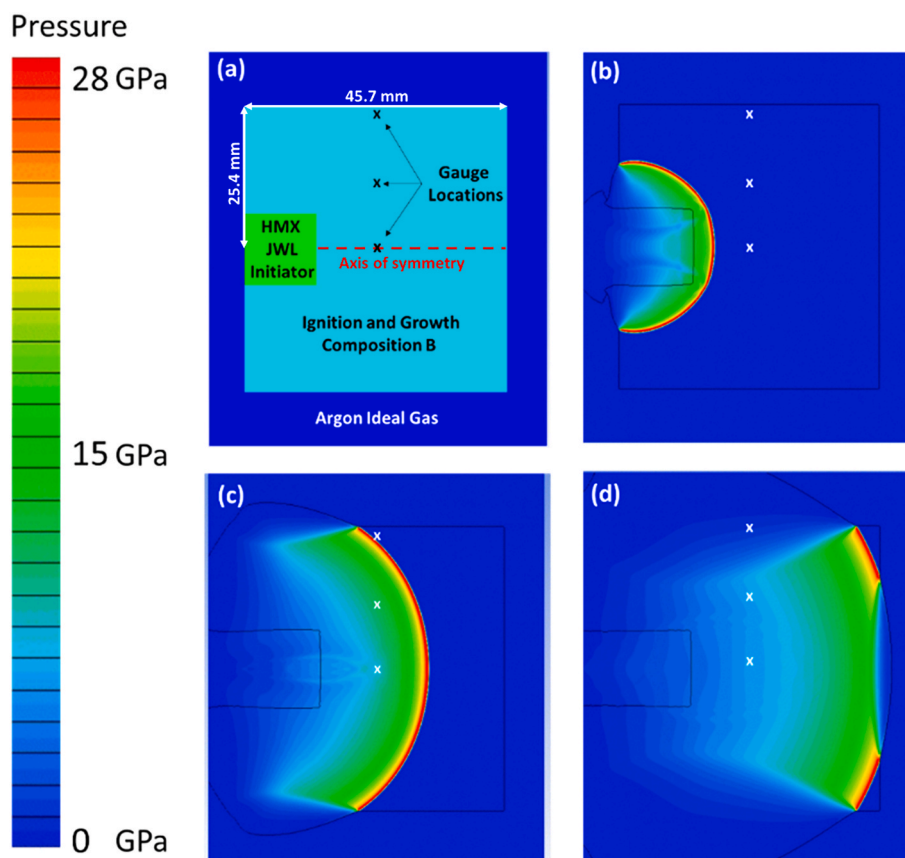 Pressure
28 GPa
15 GPa
0 GPa
(a)
45.7 mm
25.4 mm
X
X
X
Gauge
Locations
HMX
JWL
Initiator
Axis of symmetry
Ignition and Growth
Composition B
Argon Ideal Gas
(b)
X
X
X
(c)
X
X
X
(d)
X
X
X